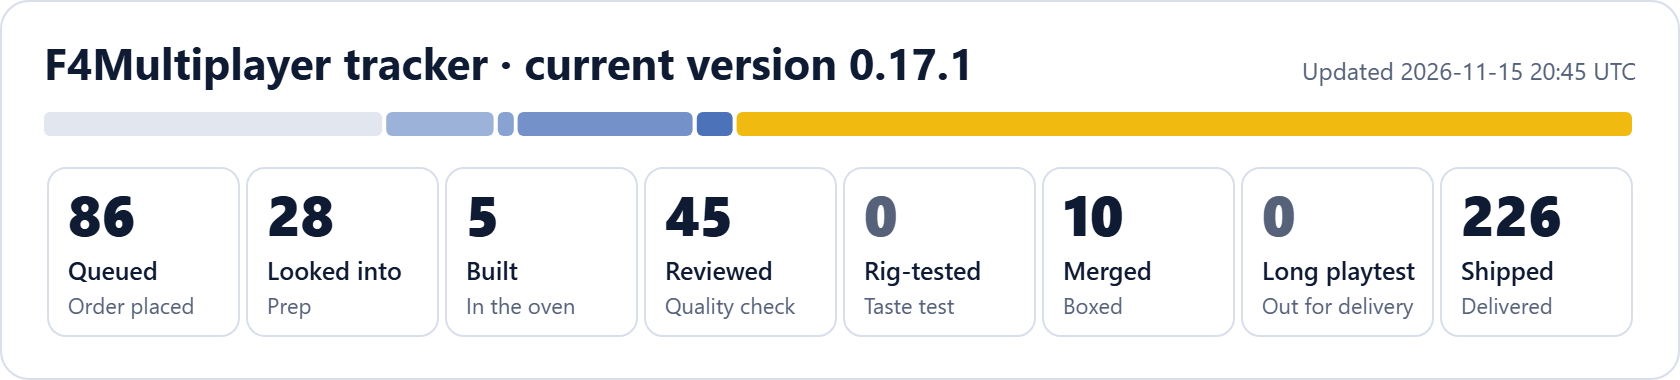 F4Multiplayer tracker · current version 0.17.1
Updated 2026-11-15 20:45 UTC
86
Queued
Order placed
28
Looked into
Prep
5
Built
In the oven
45
Reviewed
Quality check
0
Rig-tested
Taste test
10
Merged
Boxed
0
Long playtest
Out for delivery
226
Shipped
Delivered